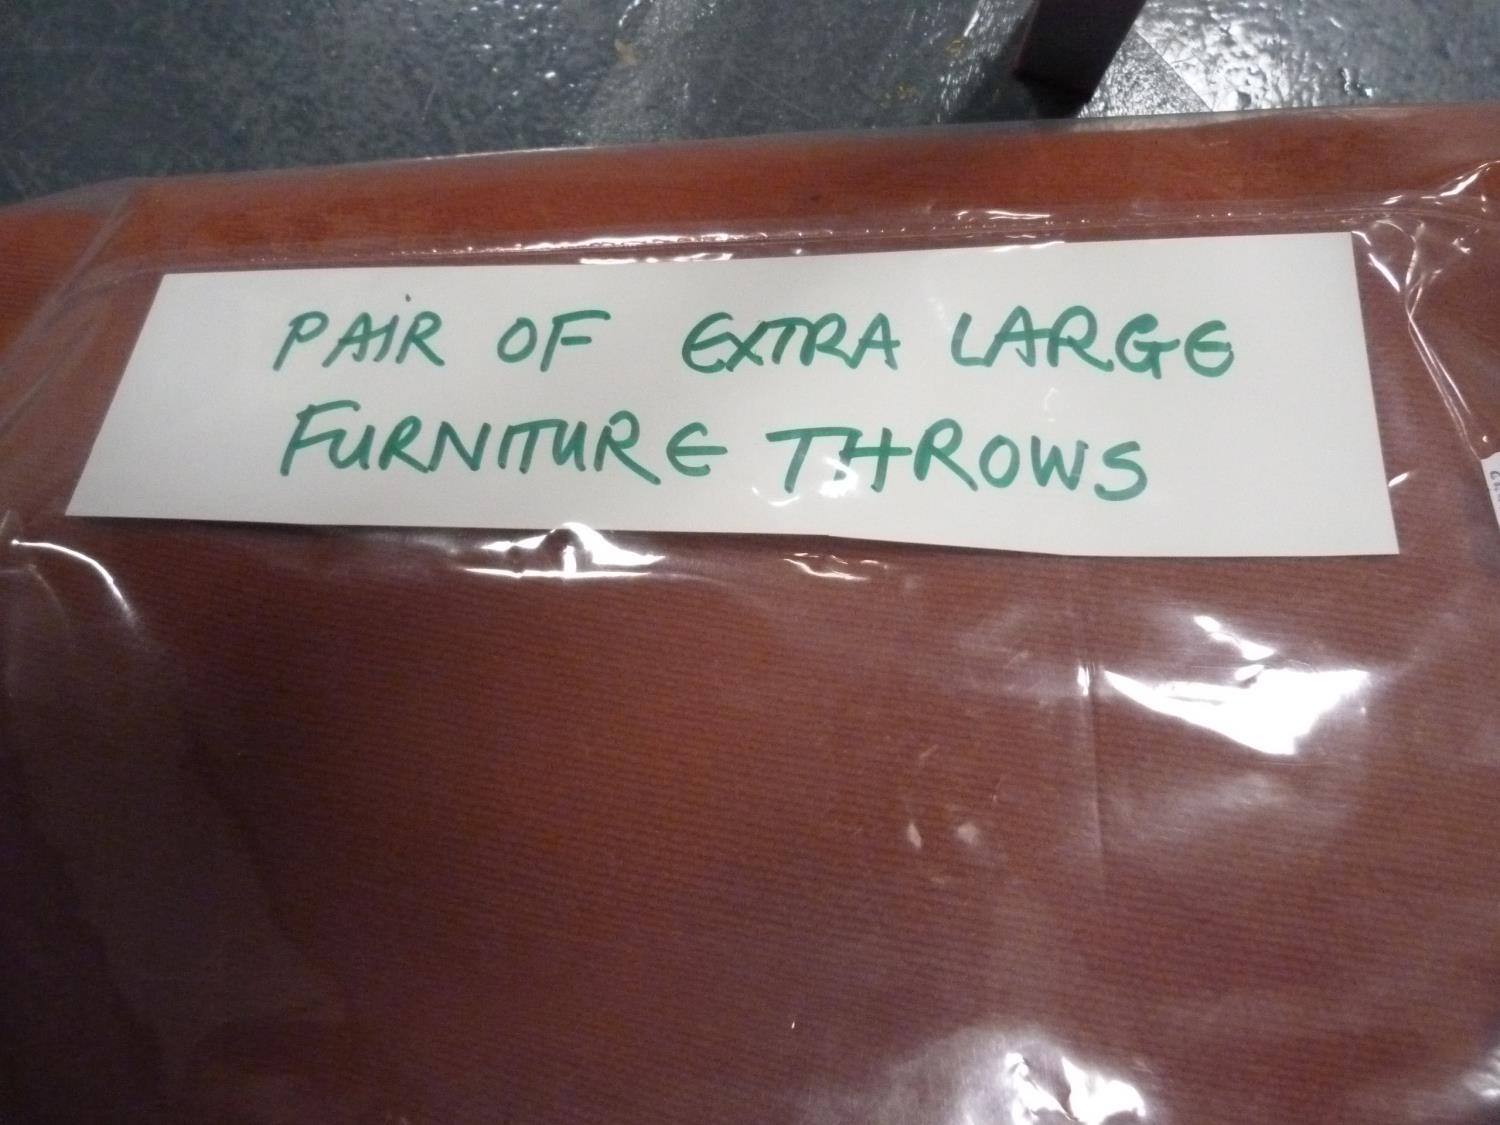 PAIR OF EXTRA LARGE
FURNITURE THROWS